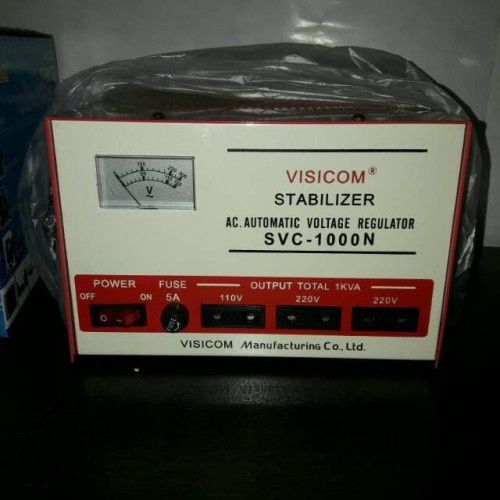 VISICOM®
STABILIZER
AC. AUTOMATIC VOLTAGE REGULATOR
SVC-1000N
V
POWER
FUSE
OUTPUT TOTAL 1KVA
OFF
ON
5A
110V
220V
220V
VISICOM Manufacturing Co., Ltd.